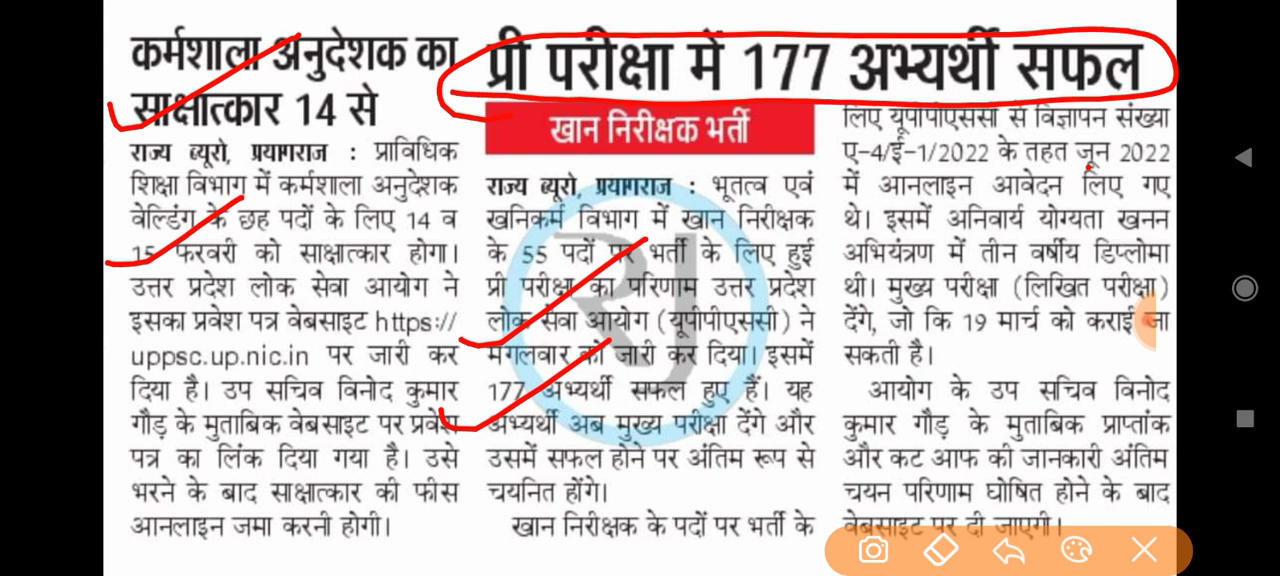 कर्मशाला अनुदेशक का
साक्षात्कार 14 से
राज्य ब्यूरो, प्रयागराज : प्राविधिक
शिक्षा विभाग में कर्मशाला अनुदेशक
वेल्डिंग के छह पदों के लिए 14 व
15 फरवरी को साक्षात्कार होगा।
उत्तर प्रदेश लोक सेवा आयोग ने
इसका प्रवेश पत्र वेबसाइट https://
uppsc.up.nic.in पर जारी कर
दिया है। उप सचिव विनोद कुमार
गौड़ के मुताबिक वेबसाइट पर प्रवेश
पत्र का लिंक दिया गया है। उसे
भरने के बाद साक्षात्कार की फीस
आनलाइन जमा करनी होगी।
प्री परीक्षा में 177 अभ्यर्थी सफल
खान निरीक्षक भर्ती
राज्य ब्यूरो, प्रयागराज : भूतत्व एवं
खनिकर्म विभाग में खान निरीक्षक
के 55 पदों पर भर्ती के लिए हुई
प्री परीक्षा का परिणाम उत्तर प्रदेश
लोक सेवा आयोग (यूपीपीएससी) ने
मंगलवार को जारी कर दिया। इसमें
177 अभ्यर्थी सफल हुए हैं। यह
अभ्यर्थी अब मुख्य परीक्षा देंगे और
उसमें सफल होने पर अंतिम रूप से
चयनित होंगे।
खान निरीक्षक के पदों पर भर्ती के
लिए यूपीपीएससी से विज्ञापन संख्या
ए-4/ई-1/2022 के तहत जून 2022
में आनलाइन आवेदन लिए गए
थे। इसमें अनिवार्य योग्यता खनन
अभियंत्रण में तीन वर्षीय डिप्लोमा
थी। मुख्य परीक्षा (लिखित परीक्षा)
देंगे, जो कि 19 मार्च को कराई जा
सकती है।
आयोग के उप सचिव विनोद
कुमार गौड़ के मुताबिक प्राप्तांक
और कट आफ की जानकारी अंतिम
चयन परिणाम घोषित होने के बाद
वेबसाइट पर दी जाएगी।
RJ